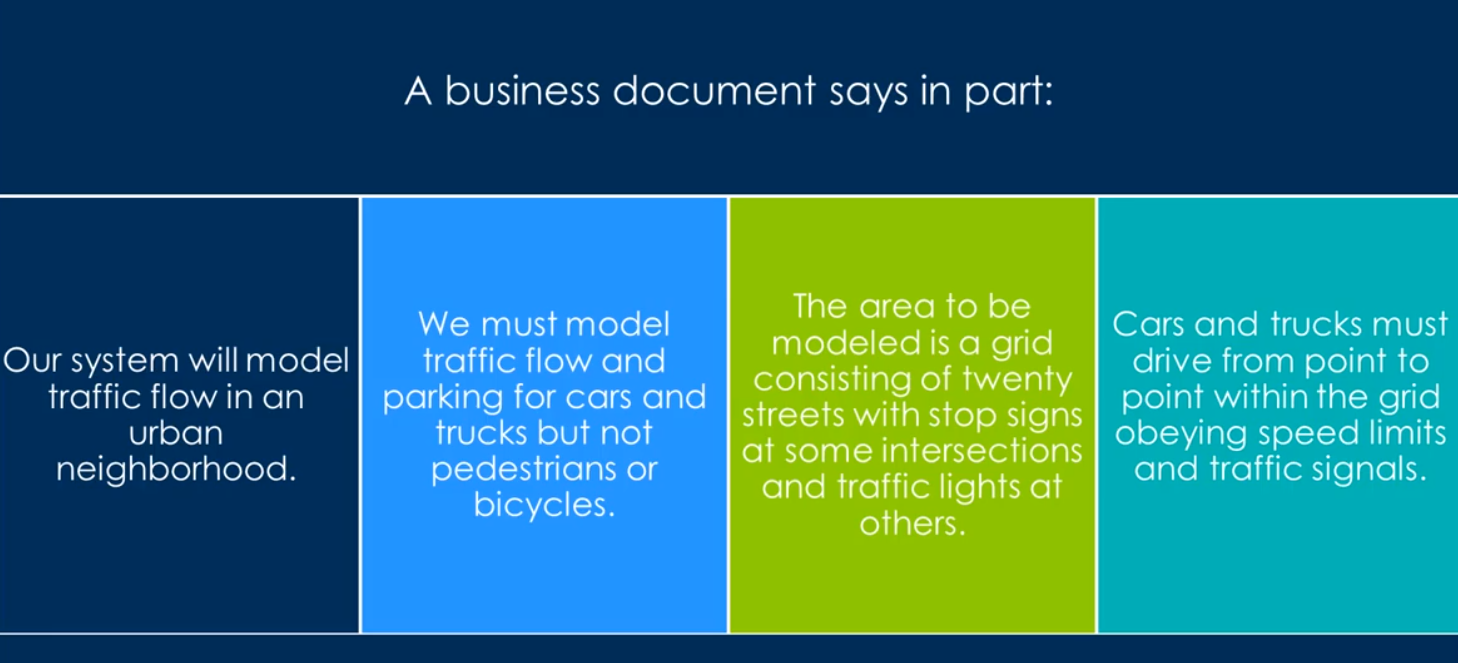 A business document says in part:
Our system will model
traffic flow in an
urban
neighborhood.
We must model
traffic flow and
parking for cars and
trucks but not
pedestrians or
bicycles.
The area to be
modeled is a grid
consisting of twenty
streets with stop signs
at some intersections
and traffic lights at
others.
Cars and trucks must
drive from point to
point within the grid
obeying speed limits
and traffic signals.